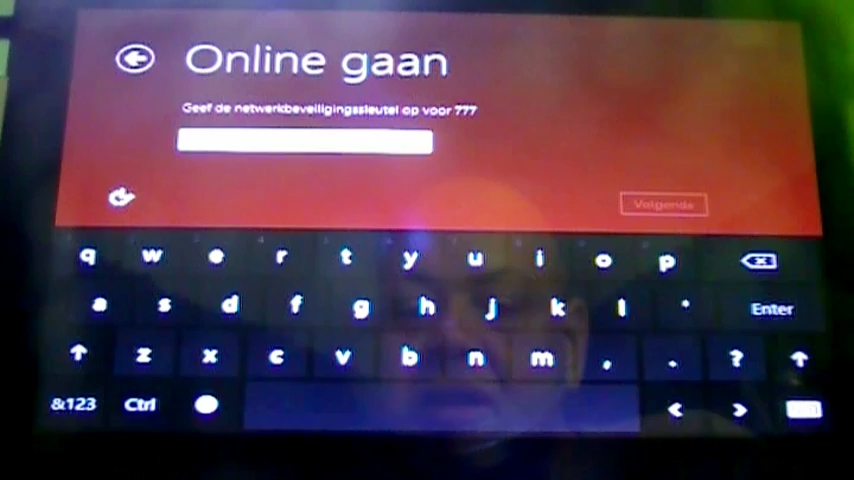 Online gaan
Geef de netwerkbeveiligingssleutel op voor 777
Volgende
q w e r t y u i o p
a s d f g h j k l ' Enter
z x c v b n m , . ?
&123 Ctrl < >